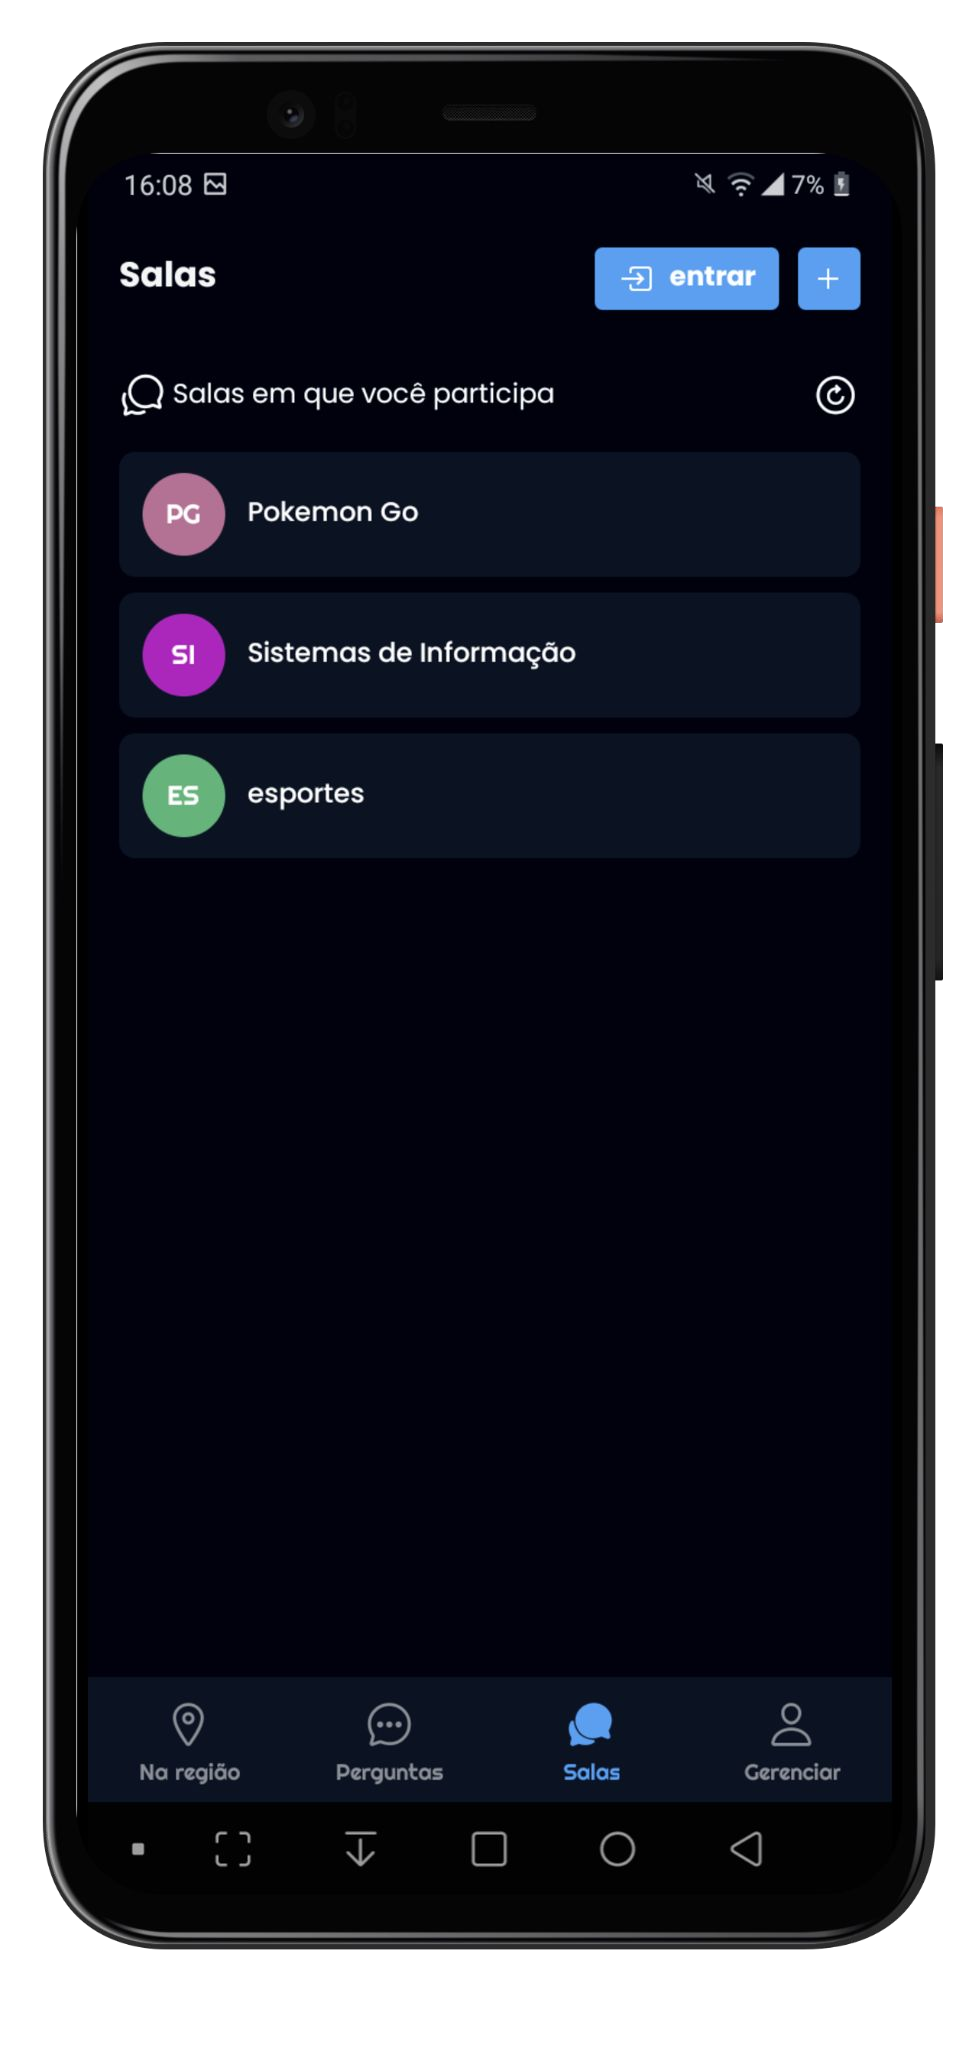 16:08 7%
Salas entrar +
Salas em que você participa
PG Pokemon Go
SI Sistemas de Informação
ES esportes
Na região Perguntas Salas Gerenciar